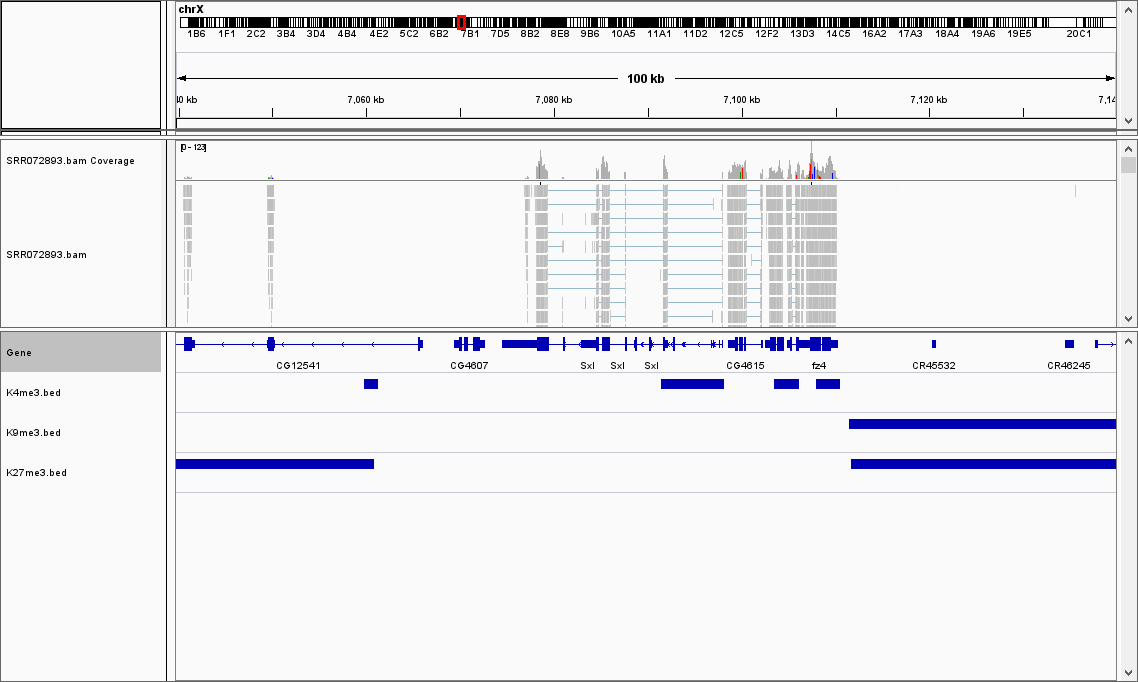 chrX
1B6 1F1 2C2 3B4 3D4 4B4 4E2 5C2 6B2 7B1 7D5 8B2 8E8 9B6 10A5 11A1 11D2 12C5 12F2 13D3 14C5 16A2 17A3 18A4 19A6 19E5 20C1
100 kb
40 kb 7,060 kb 7,080 kb 7,100 kb 7,120 kb 7,14
[0 - 123]
SRR072893.bam Coverage
SRR072893.bam
Gene
CG12541 CG4607 Sxl Sxl Sxl CG4615 fz4 CR45532 CR46245
K4me3.bed
K9me3.bed
K27me3.bed